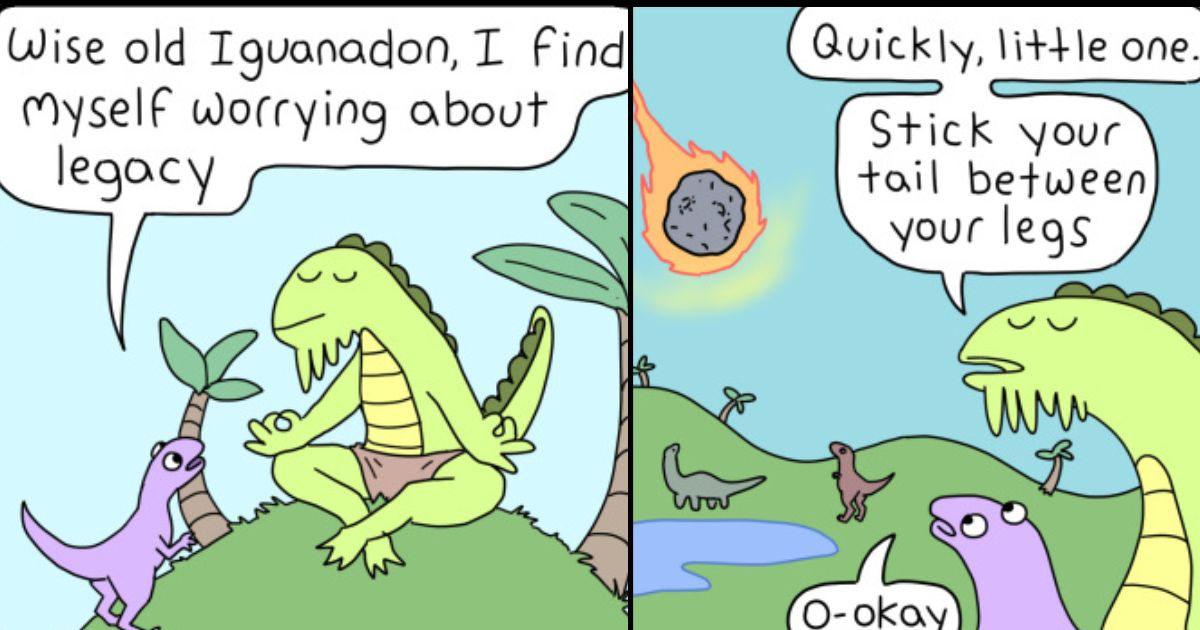 Wise old Iguanadon, I find
myself worrying about
legacy
Quickly, little one.
Stick your
tail between
your legs
O-okay